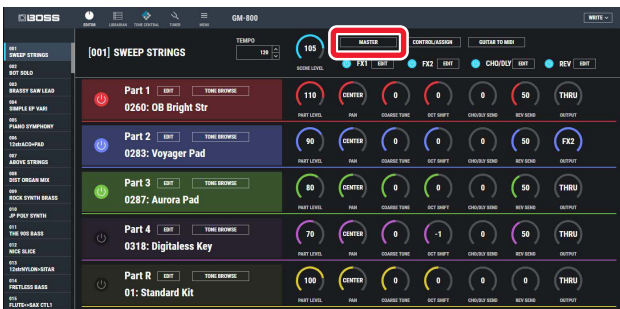 BOSS
EDITOR LIBRARIAN TONE CENTRAL TUNER MENU GM-800 WRITE
001
SWEEP STRINGS
002
BOT SOLO
003
BRASSY SAW LEAD
004
SIMPLE EP VARI
005
PIANO SYMPHONY
006
12strACO+PAD
007
ABOVE STRINGS
008
DIST ORGAN MIX
009
ROCK SYNTH BRASS
010
JP POLY SYNTH
011
THE 90S BASS
012
NICE SLICE
013
12strNYLON>SITAR
014
FRETLESS BASS
015
FLUTE<>SAX CTL1
[001] SWEEP STRINGS
TEMPO
120
105
SCENE LEVEL
MASTER CONTROL/ASSIGN GUITAR TO MIDI
FX1 EDIT FX2 EDIT CHO/DLY EDIT REV EDIT
Part 1 EDIT TONE BROWSE
0260: OB Bright Str
110 CENTER 0 0 0 50 THRU
PART LEVEL PAN COARSE TUNE OCT SHIFT CHO/DLY SEND REV SEND OUTPUT
Part 2 EDIT TONE BROWSE
0283: Voyager Pad
90 CENTER 0 0 0 50 FX2
PART LEVEL PAN COARSE TUNE OCT SHIFT CHO/DLY SEND REV SEND OUTPUT
Part 3 EDIT TONE BROWSE
0287: Aurora Pad
80 CENTER 0 0 0 50 THRU
PART LEVEL PAN COARSE TUNE OCT SHIFT CHO/DLY SEND REV SEND OUTPUT
Part 4 EDIT TONE BROWSE
0318: Digitaless Key
70 CENTER 0 -1 0 50 THRU
PART LEVEL PAN COARSE TUNE OCT SHIFT CHO/DLY SEND REV SEND OUTPUT
Part R EDIT TONE BROWSE
01: Standard Kit
100 CENTER 0 0 0 0 THRU
PART LEVEL PAN COARSE TUNE OCT SHIFT CHO/DLY SEND REV SEND OUTPUT